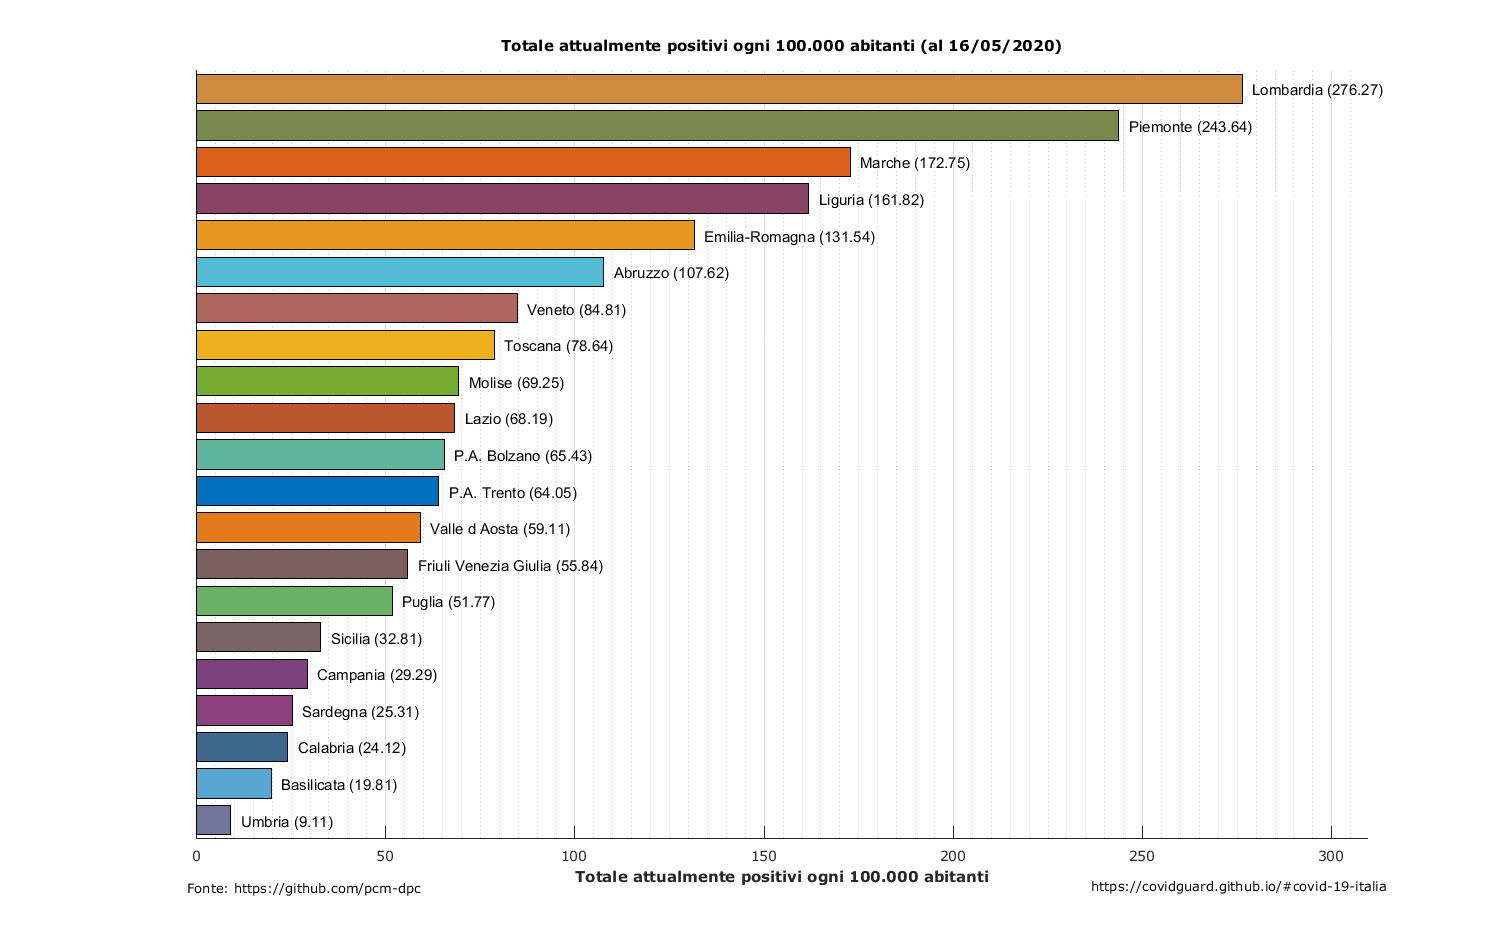 Totale attualmente positivi ogni 100.000 abitanti (al 16/05/2020)
Lombardia (276.27)
Piemonte (243.64)
Marche (172.75)
Liguria (161.82)
Emilia-Romagna (131.54)
Abruzzo (107.62)
Veneto (84.81)
Toscana (78.64)
Molise (69.25)
Lazio (68.19)
P.A. Bolzano (65.43)
P.A. Trento (64.05)
Valle d Aosta (59.11)
Friuli Venezia Giulia (55.84)
Puglia (51.77)
Sicilia (32.81)
Campania (29.29)
Sardegna (25.31)
Calabria (24.12)
Basilicata (19.81)
Umbria (9.11)
0 50 100 150 200 250 300
Totale attualmente positivi ogni 100.000 abitanti
Fonte: https://github.com/pcm-dpc
https://covidguard.github.io/#covid-19-italia